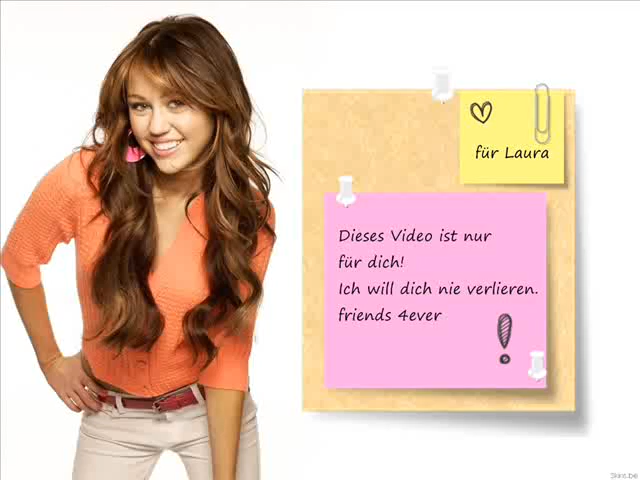 für Laura
Dieses Video ist nur
für dich!
Ich will dich nie verlieren.
friends 4ever